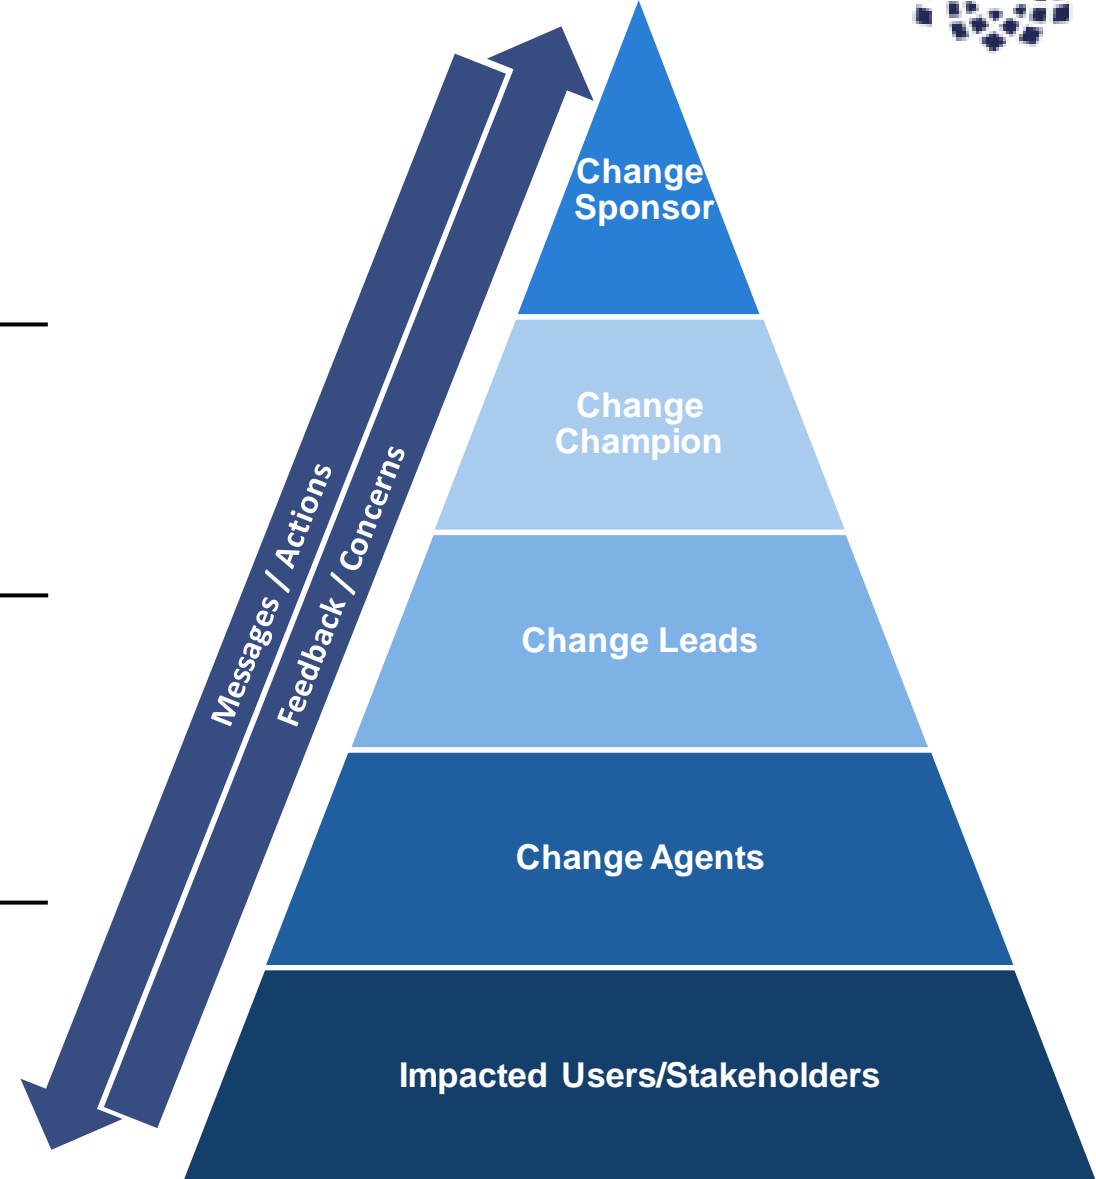 Change
Sponsor
Change
Champion
Messages / Actions
Feedback / Concerns
Change Leads
Change Agents
Impacted Users/Stakeholders